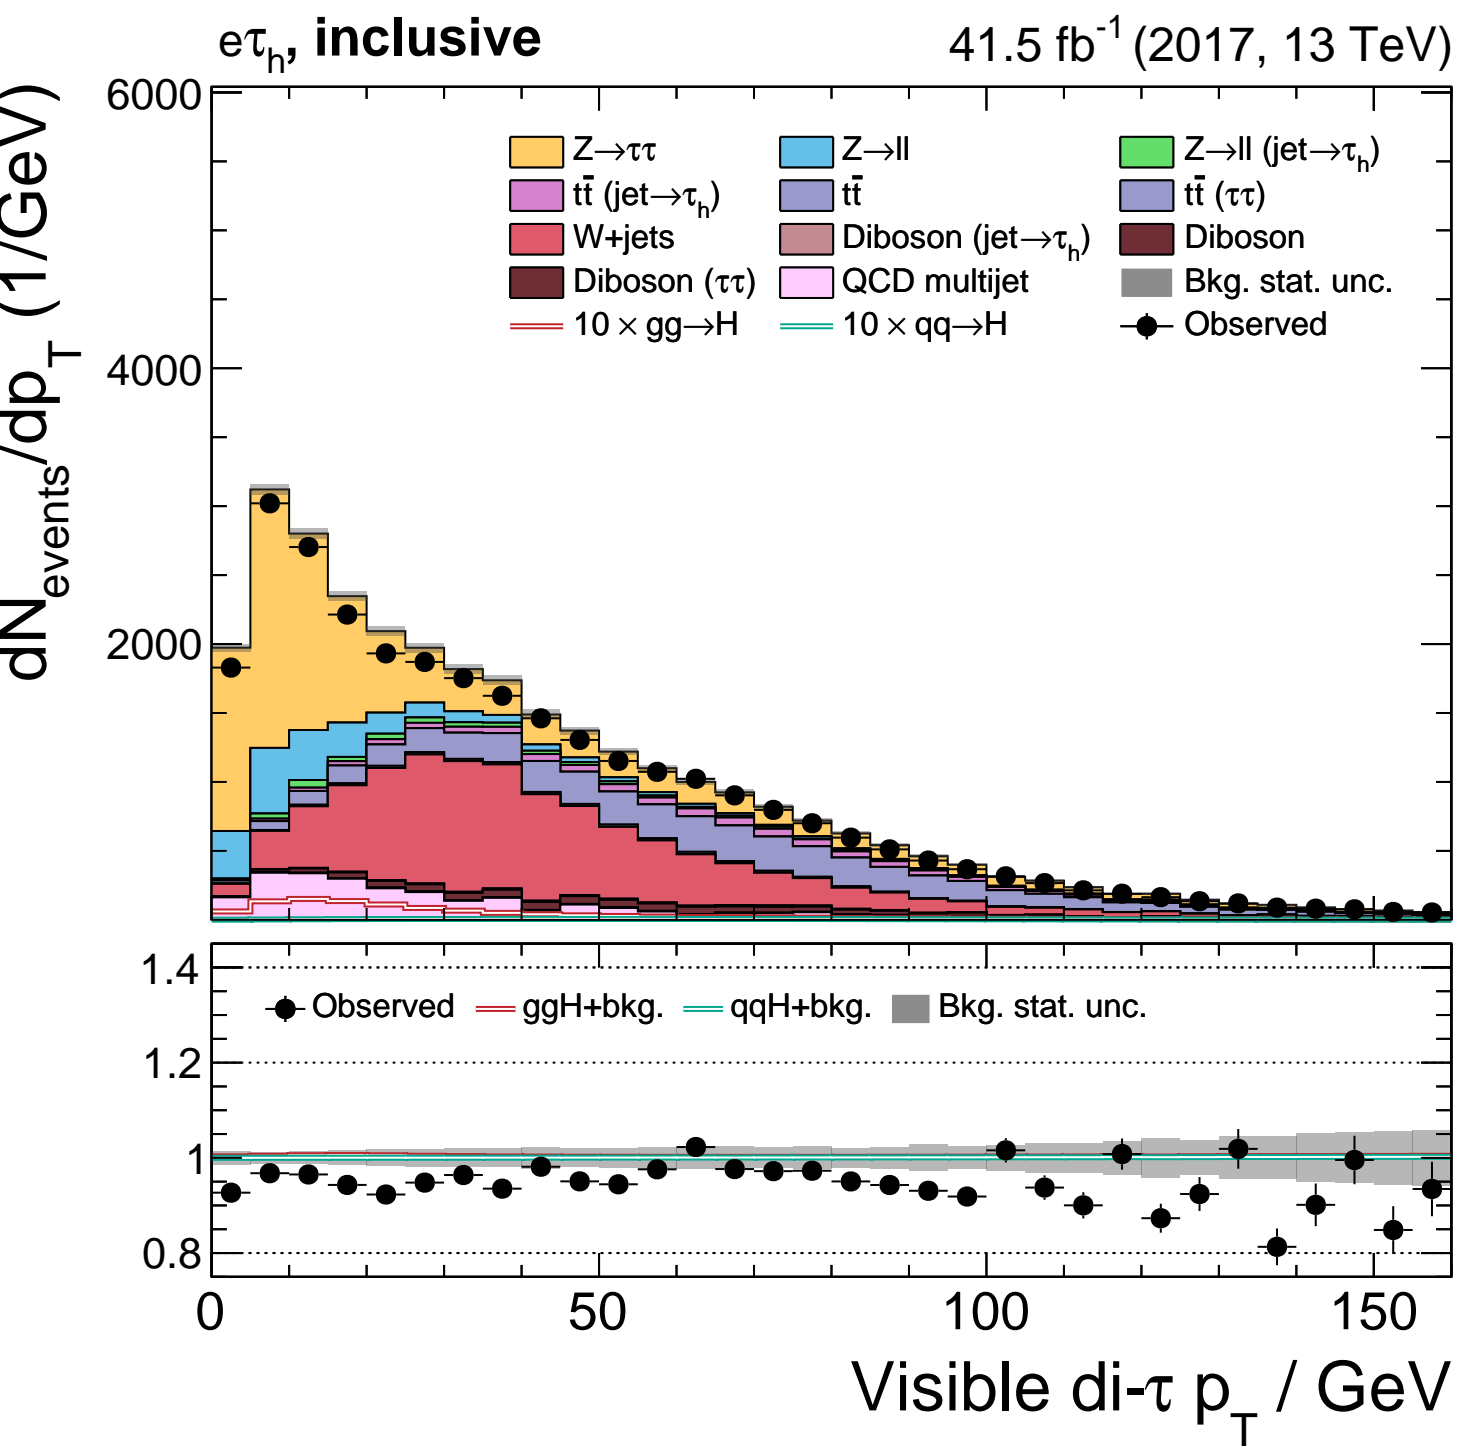 eτh, inclusive
41.5 fb-1 (2017, 13 TeV)
dNevents/dpT (1/GeV)
6000
4000
2000
Z→ττ
Z→ll
Z→ll (jet→τh)
tt̄ (jet→τh)
tt̄
tt̄ (ττ)
W+jets
Diboson (jet→τh)
Diboson
Diboson (ττ)
QCD multijet
Bkg. stat. unc.
10 × gg→H
10 × qq→H
Observed
1.4
1.2
1
0.8
Observed
ggH+bkg.
qqH+bkg.
Bkg. stat. unc.
0
50
100
150
Visible di-τ pT / GeV